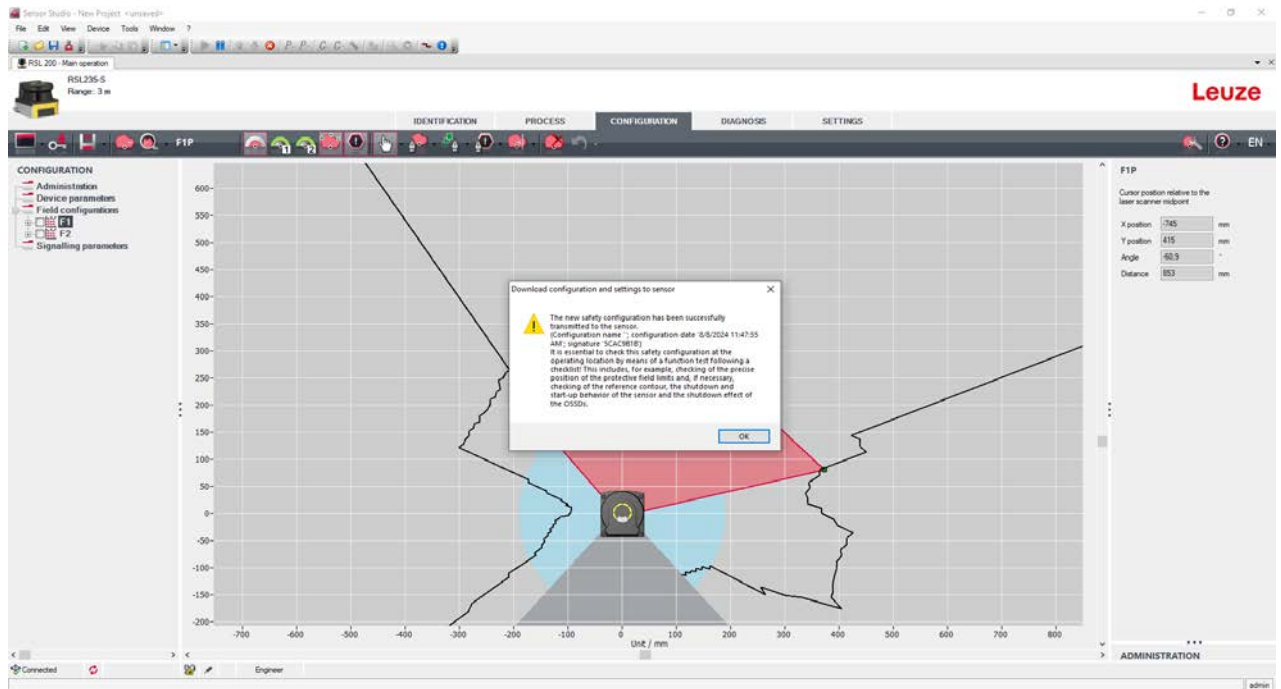 Sensor Studio - New Project <unsaved>
File Edit View Device Tools Window ?
RSL 200 - Main operation
RSL235-S
Range: 3 m
Leuze
IDENTIFICATION PROCESS CONFIGURATION DIAGNOSIS SETTINGS
F1P
1 2
EN
CONFIGURATION
Administration
Device parameters
Field configurations
F1
F2
Signalling parameters
600
550
500
450
400
350
300
250
200
150
100
50
0
-50
-100
-150
-200
-700 -600 -500 -400 -300 -200 -100 0 100 200 300 400 500 600 700 800
Unit / mm
Download configuration and settings to sensor
The new safety configuration has been successfully
transmitted to the sensor.
(Configuration name ''; configuration date '8/8/2024 11:47:55
AM'; signature '5CAC9B1B')
It is essential to check this safety configuration at the
operating location by means of a function test following a
checklist! This includes, for example, checking of the precise
position of the protective field limits and, if necessary,
checking of the reference contour, the shutdown and
start-up behavior of the sensor and the shutdown effect of
the OSSDs.
OK
F1P
Cursor position relative to the
laser scanner midpoint
X position -745 mm
Y position 415 mm
Angle -60,9 °
Distance 853 mm
ADMINISTRATION
Connected
Engineer
admin